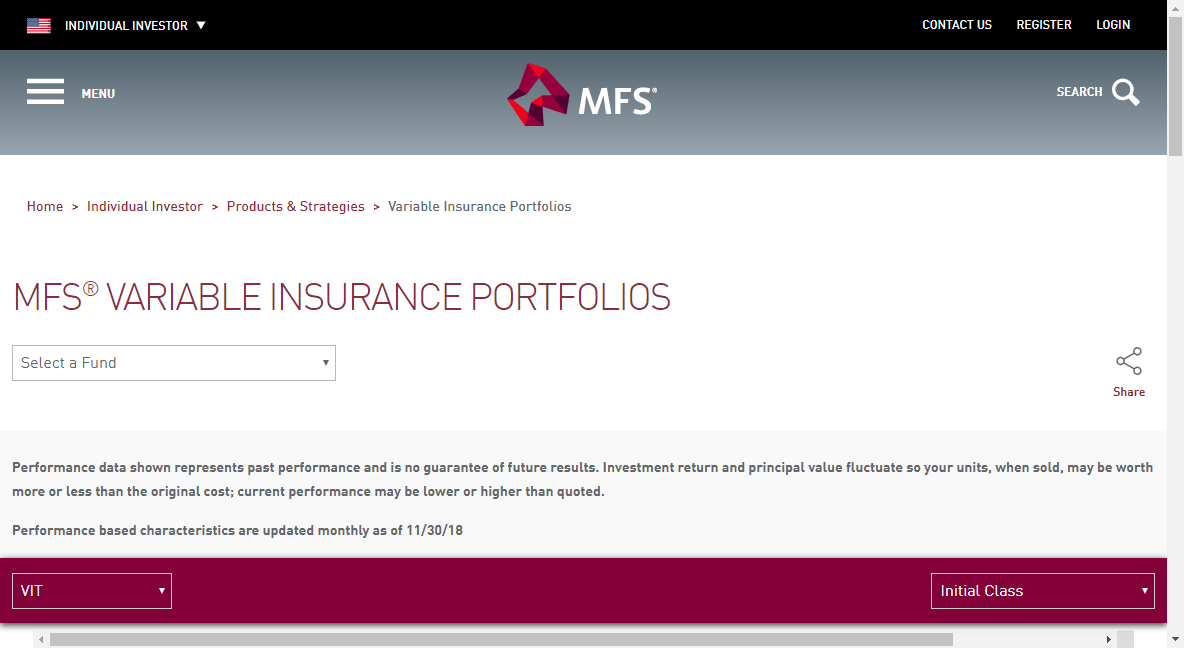 INDIVIDUAL INVESTOR ▼
CONTACT US
REGISTER
LOGIN
MENU
MFS®
SEARCH
Home > Individual Investor > Products & Strategies > Variable Insurance Portfolios
MFS® VARIABLE INSURANCE PORTFOLIOS
Select a Fund
Share
Performance data shown represents past performance and is no guarantee of future results. Investment return and principal value fluctuate so your units, when sold, may be worth
more or less than the original cost; current performance may be lower or higher than quoted.
Performance based characteristics are updated monthly as of 11/30/18
VIT
Initial Class